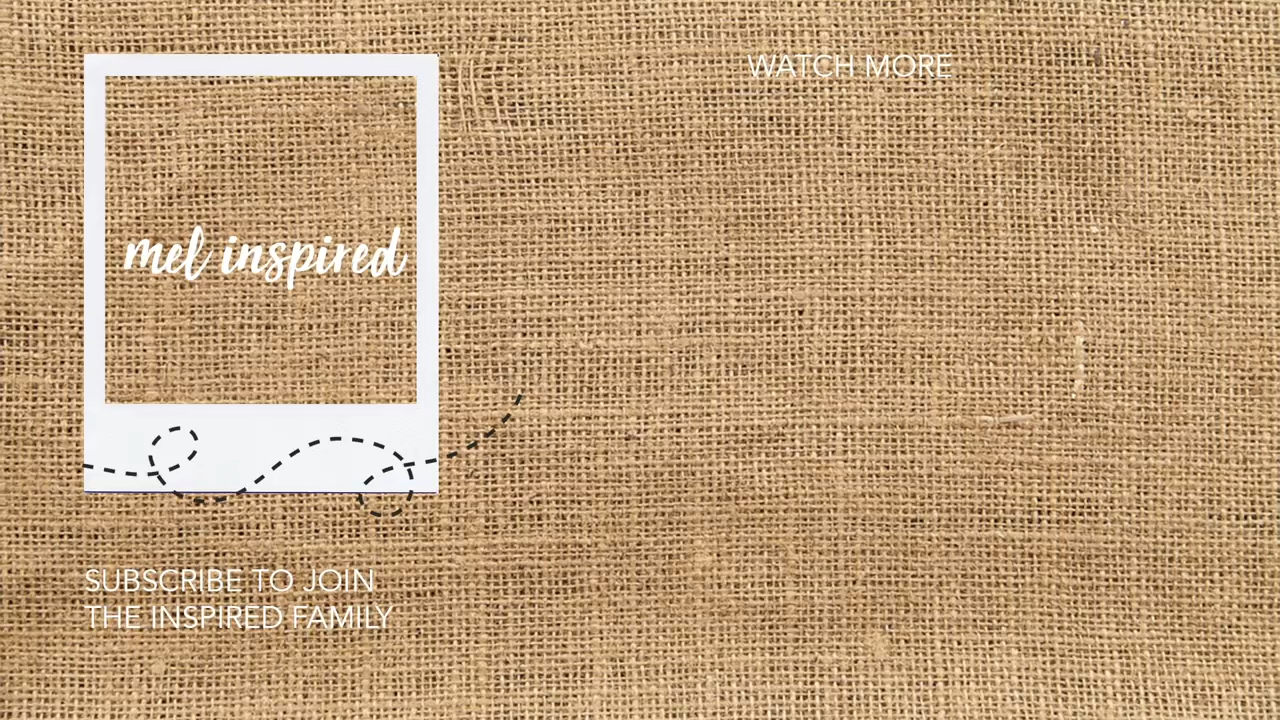 WATCH MORE
mel inspired
SUBSCRIBE TO JOIN
THE INSPIRED FAMILY